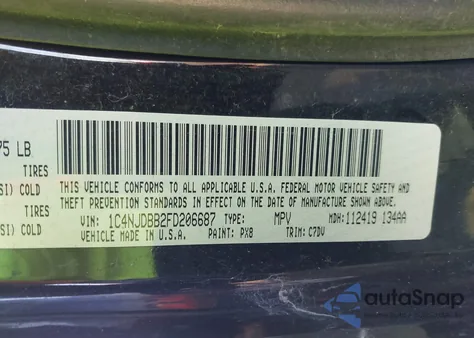 75 LB
TIRES
SI) COLD
TIRES
SI) COLD
THIS VEHICLE CONFORMS TO ALL APPLICABLE U.S.A. FEDERAL MOTOR VEHICLE SAFETY AND
THEFT PREVENTION STANDARDS IN EFFECT ON THE DATE OF MANUFACTURE SHOWN ABOVE.
VIN: 1C4NJDBB2FD206687 TYPE: MPV MDH: 112419 134AA
VEHICLE MADE IN U.S.A. PAINT: PX8 TRIM: C7DV
autoSnap